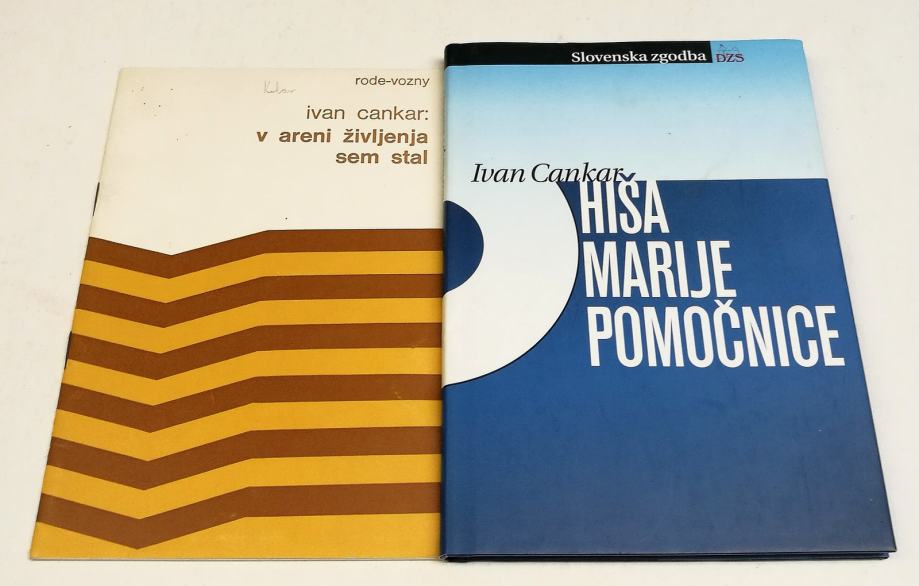 rode-vozny
ivan cankar:
v areni življenja
sem stal
Slovenska zgodba
DZS
Ivan Cankar
HIŠA
MARIJE
POMOČNICE